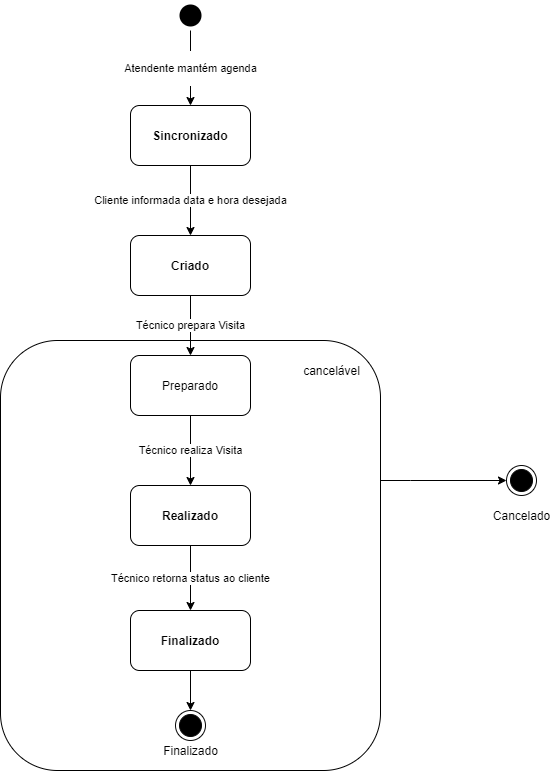 Atendente mantém agenda
Sincronizado
Cliente informada data e hora desejada
Criado
Técnico prepara Visita
cancelável
Preparado
Técnico realiza Visita
Realizado
Cancelado
Técnico retorna status ao cliente
Finalizado
Finalizado